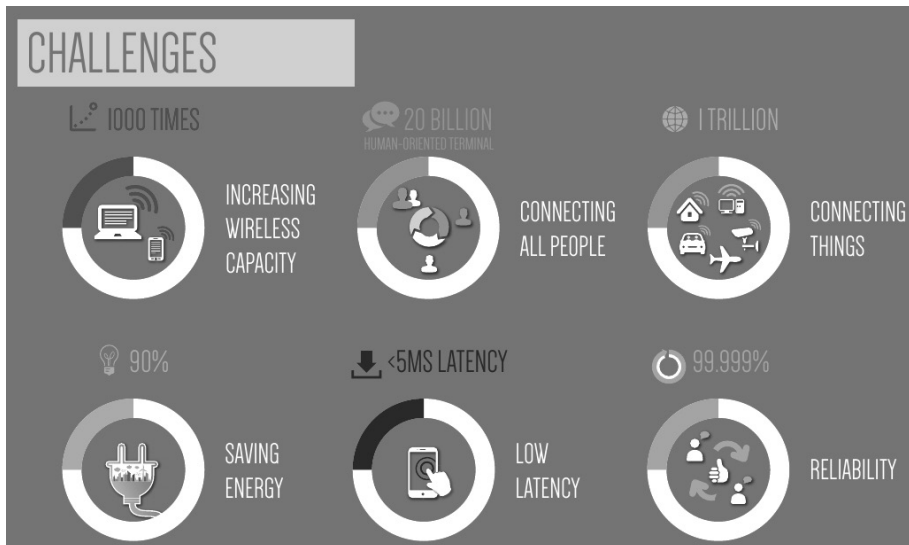 CHALLENGES
1000 TIMES
INCREASING
WIRELESS
CAPACITY
20 BILLION
HUMAN-ORIENTED TERMINAL
CONNECTING
ALL PEOPLE
1 TRILLION
CONNECTING
THINGS
90%
SAVING
ENERGY
<5MS LATENCY
LOW
LATENCY
99.999%
RELIABILITY